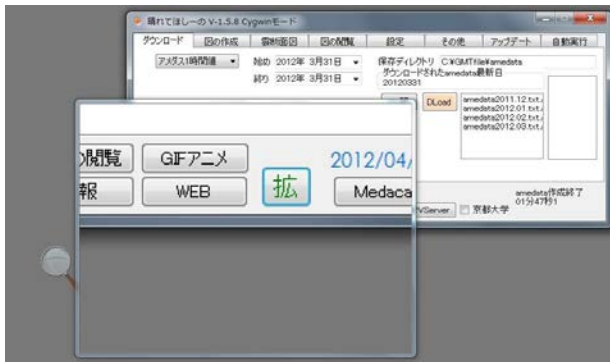 晴れてほしーの V-1.5.8 Cygwinモード
ダウンロード 図の作成 雲断面図 図の閲覧 設定 その他 アップデート 自動実行
アメダス1時間値 始め 2012年 3月31日 保存ディレクトリ C:¥GMTfile¥amedata
終り 2012年 3月31日 ダウンロードされたamedata最新日
20120331
DLoad
amedata2011.12.txt
amedata2012.01.txt
amedata2012.02.txt
amedata2012.03.txt
の閲覧 GIFアニメ 2012/04/
報 WEB 拡 Medaca
amedata作成終了
01分47秒1
Server 京都大学